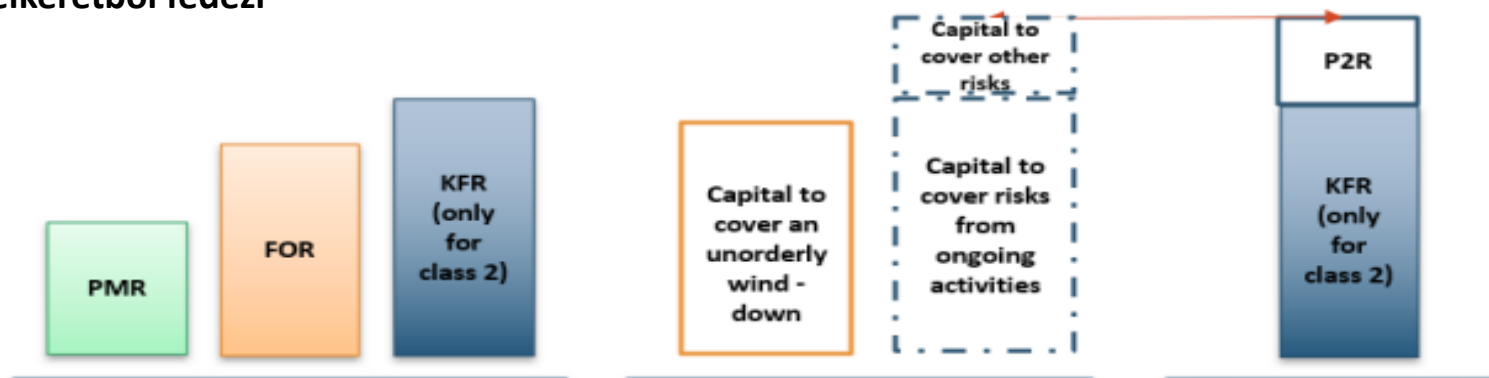 Capital to
cover other
risks
P2R
PMR
FOR
KFR
(only
for
class 2)
Capital to
cover an
unorderly
wind -
down
Capital to
cover risks
from
ongoing
activities
KFR
(only
for
class 2)